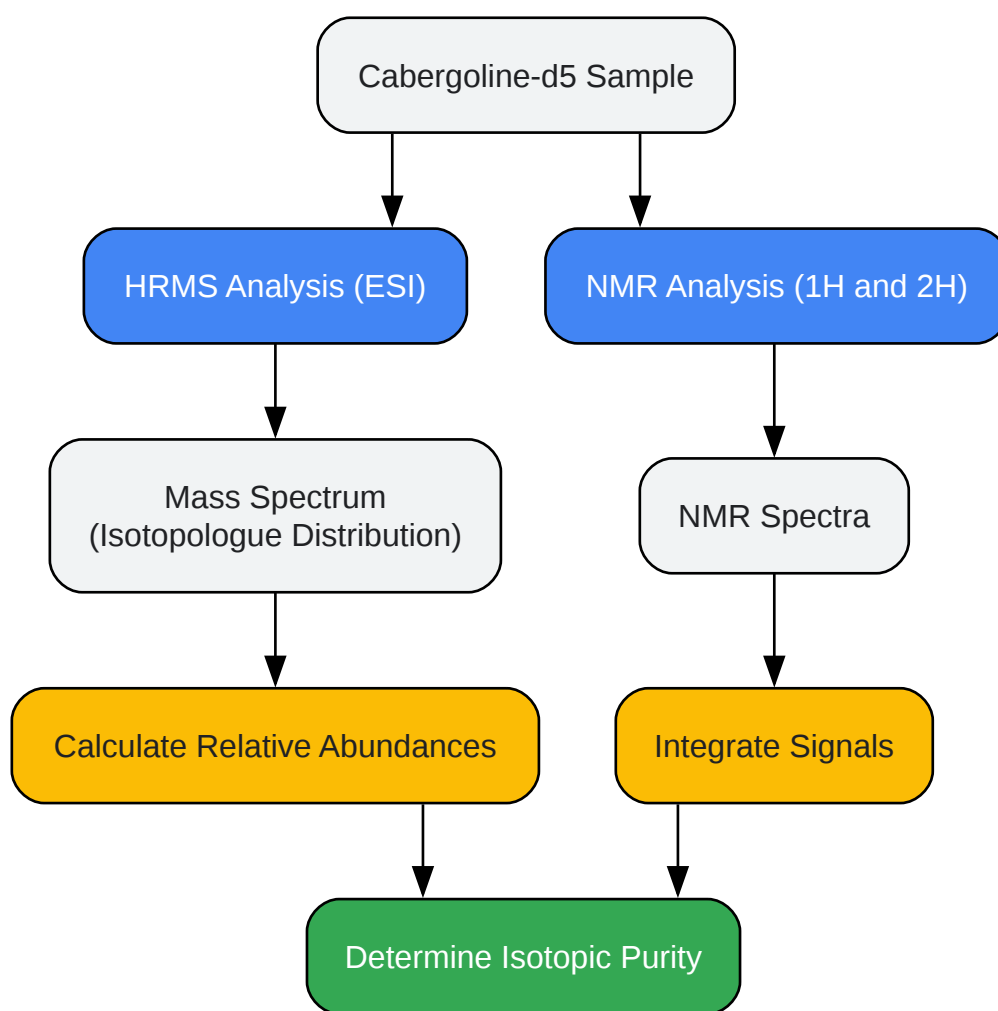 Cabergoline-d5 Sample
HRMS Analysis (ESI)
NMR Analysis (1H and 2H)
Mass Spectrum
(Isotopologue Distribution)
NMR Spectra
Calculate Relative Abundances
Integrate Signals
Determine Isotopic Purity